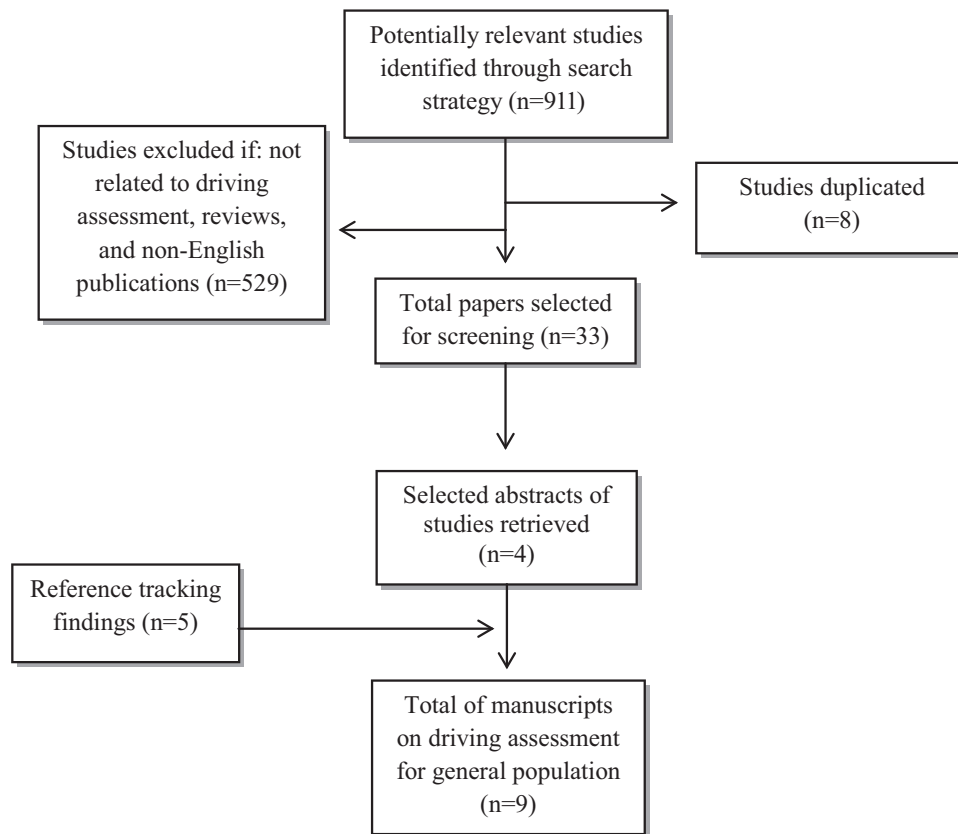 Potentially relevant studies
identified through search
strategy (n=911)
Studies excluded if: not
related to driving
assessment, reviews,
and non-English
publications (n=529)
Studies duplicated
(n=8)
Total papers selected
for screening (n=33)
Selected abstracts of
studies retrieved
(n=4)
Reference tracking
findings (n=5)
Total of manuscripts
on driving assessment
for general population
(n=9)